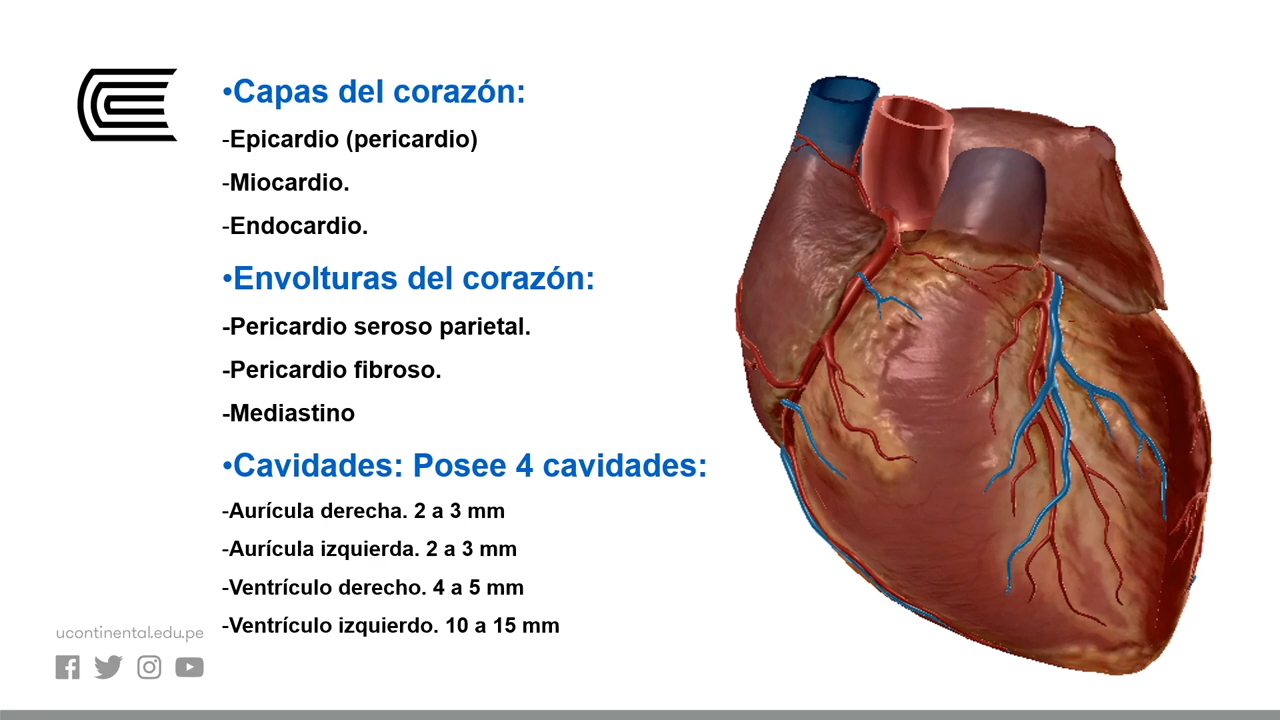 •Capas del corazón:
-Epicardio (pericardio)
-Miocardio.
-Endocardio.
•Envolturas del corazón:
-Pericardio seroso parietal.
-Pericardio fibroso.
-Mediastino
•Cavidades: Posee 4 cavidades:
-Aurícula derecha. 2 a 3 mm
-Aurícula izquierda. 2 a 3 mm
-Ventrículo derecho. 4 a 5 mm
-Ventrículo izquierdo. 10 a 15 mm
ucontinental.edu.pe